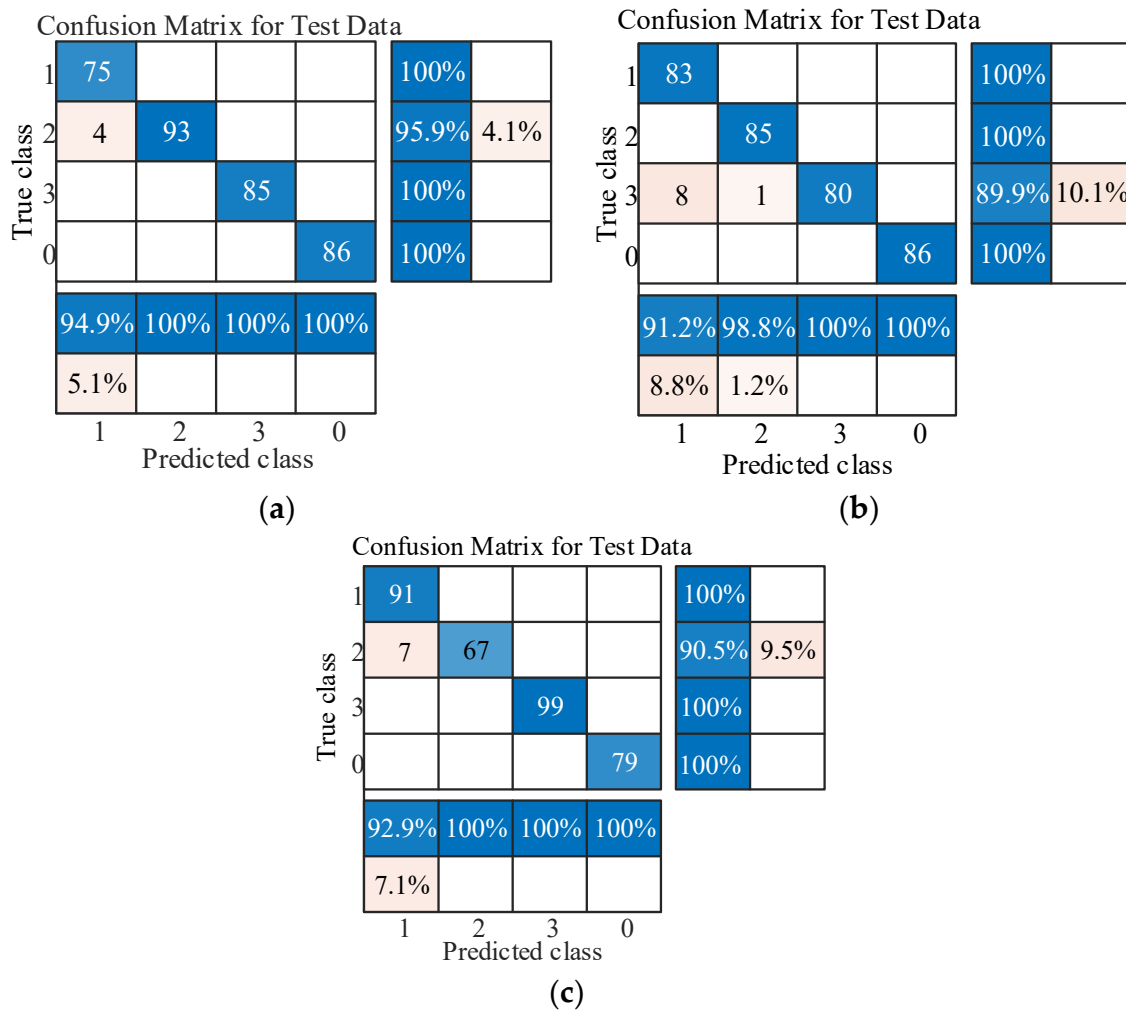 Confusion Matrix for Test Data
1 75 100%
2 4 93 95.9% 4.1%
3 85 100%
0 86 100%
True class
94.9% 100% 100% 100%
5.1%
1 2 3 0
Predicted class
(a)
Confusion Matrix for Test Data
1 83 100%
2 85 100%
3 8 1 80 89.9% 10.1%
0 86 100%
True class
91.2% 98.8% 100% 100%
8.8% 1.2%
1 2 3 0
Predicted class
(b)
Confusion Matrix for Test Data
1 91 100%
2 7 67 90.5% 9.5%
3 99 100%
0 79 100%
True class
92.9% 100% 100% 100%
7.1%
1 2 3 0
Predicted class
(c)